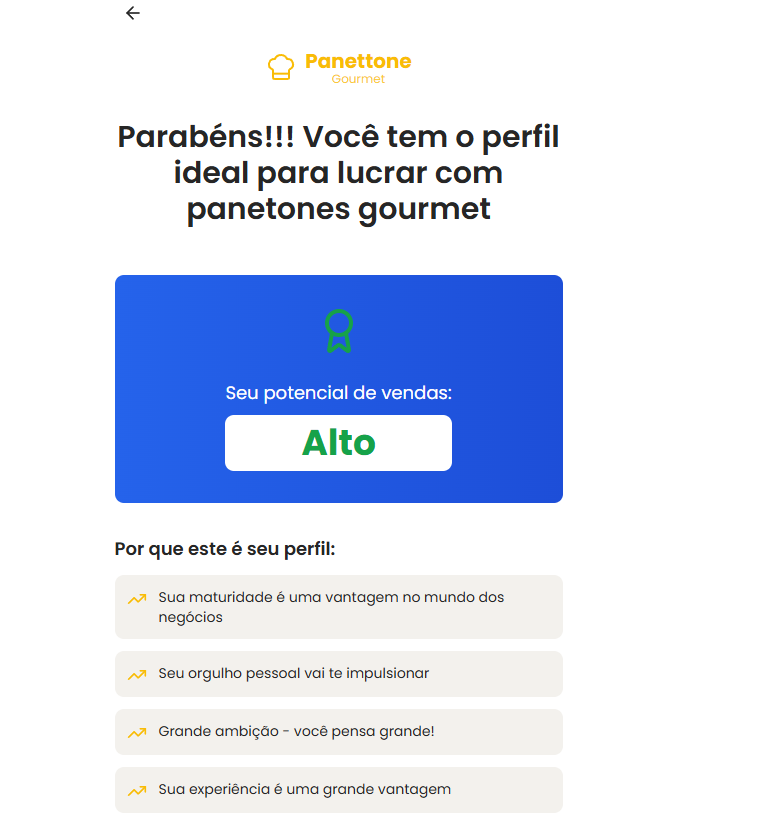 Panettone
Gourmet
Parabéns!!! Você tem o perfil
ideal para lucrar com
panetones gourmet
Seu potencial de vendas:
Alto
Por que este é seu perfil:
Sua maturidade é uma vantagem no mundo dos
negócios
Seu orgulho pessoal vai te impulsionar
Grande ambição - você pensa grande!
Sua experiência é uma grande vantagem